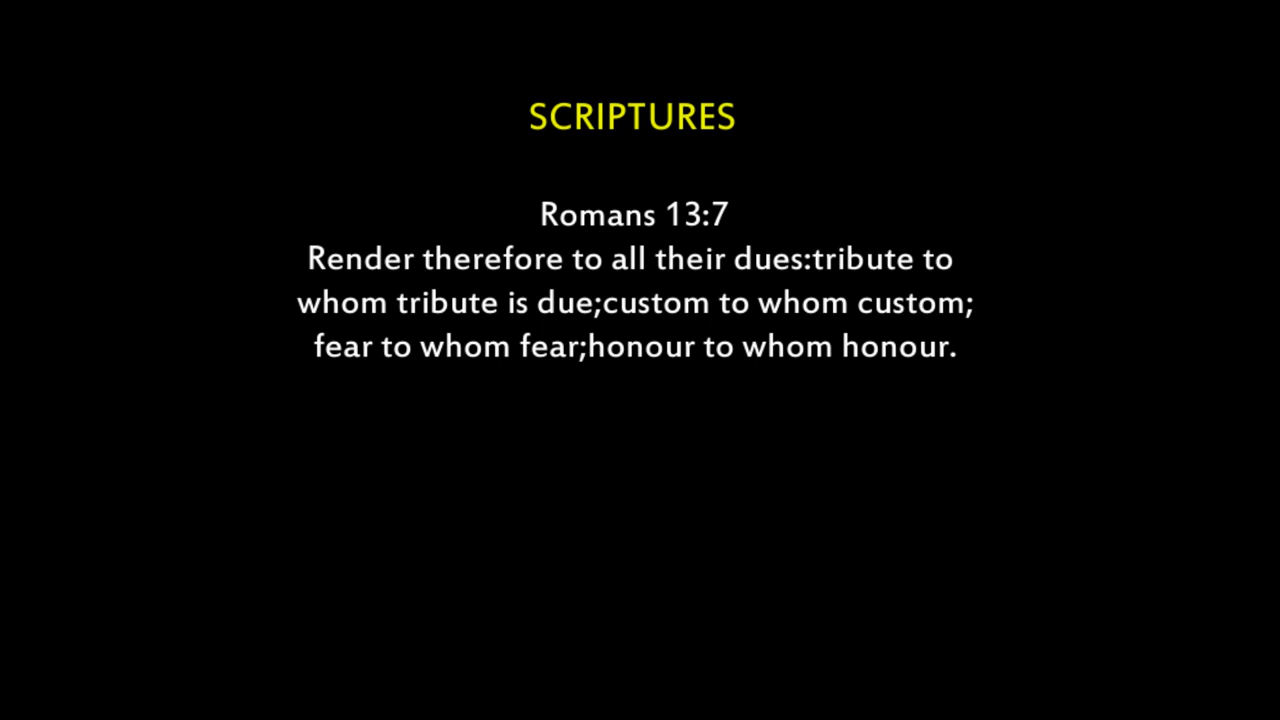 SCRIPTURES
Romans 13:7
Render therefore to all their dues:tribute to
whom tribute is due;custom to whom custom;
fear to whom fear;honour to whom honour.